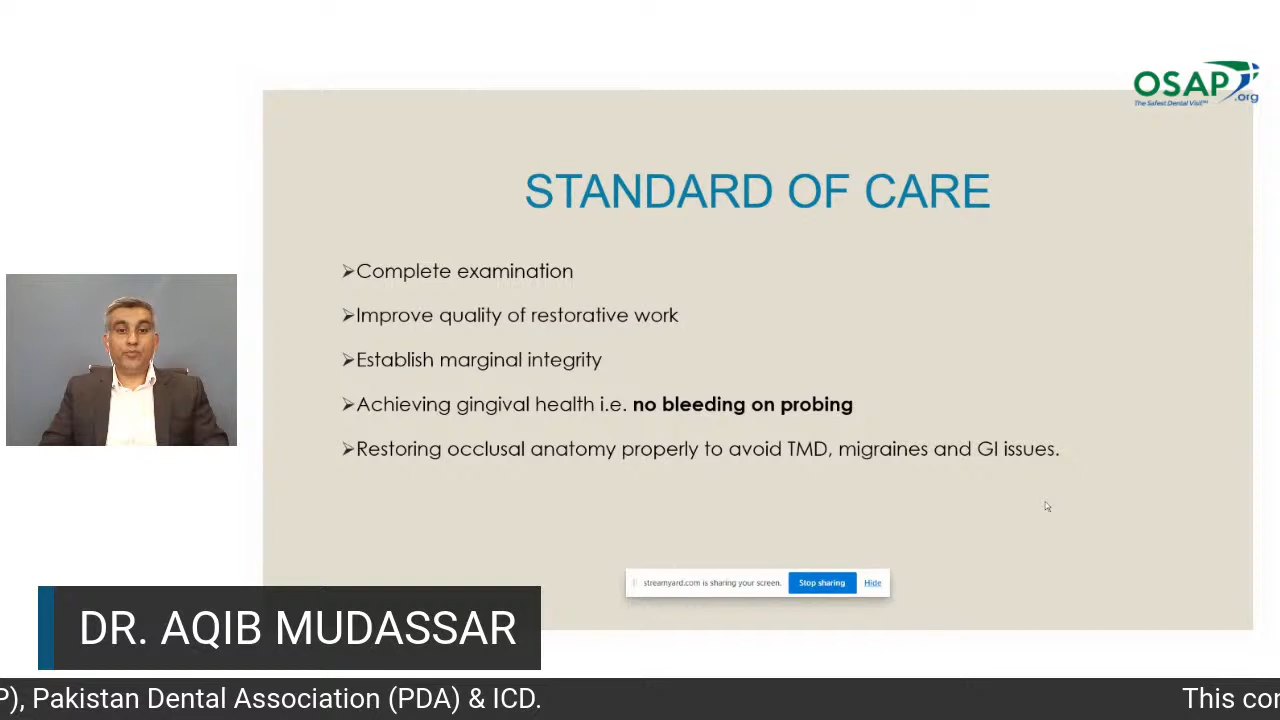 OSAP
.org
The Safest Dental Visit™
STANDARD OF CARE
➢Complete examination
➢Improve quality of restorative work
➢Establish marginal integrity
➢Achieving gingival health i.e. no bleeding on probing
➢Restoring occlusal anatomy properly to avoid TMD, migraines and GI issues.
streamyard.com is sharing your screen. Stop sharing Hide
DR. AQIB MUDASSAR
P), Pakistan Dental Association (PDA) & ICD. This con